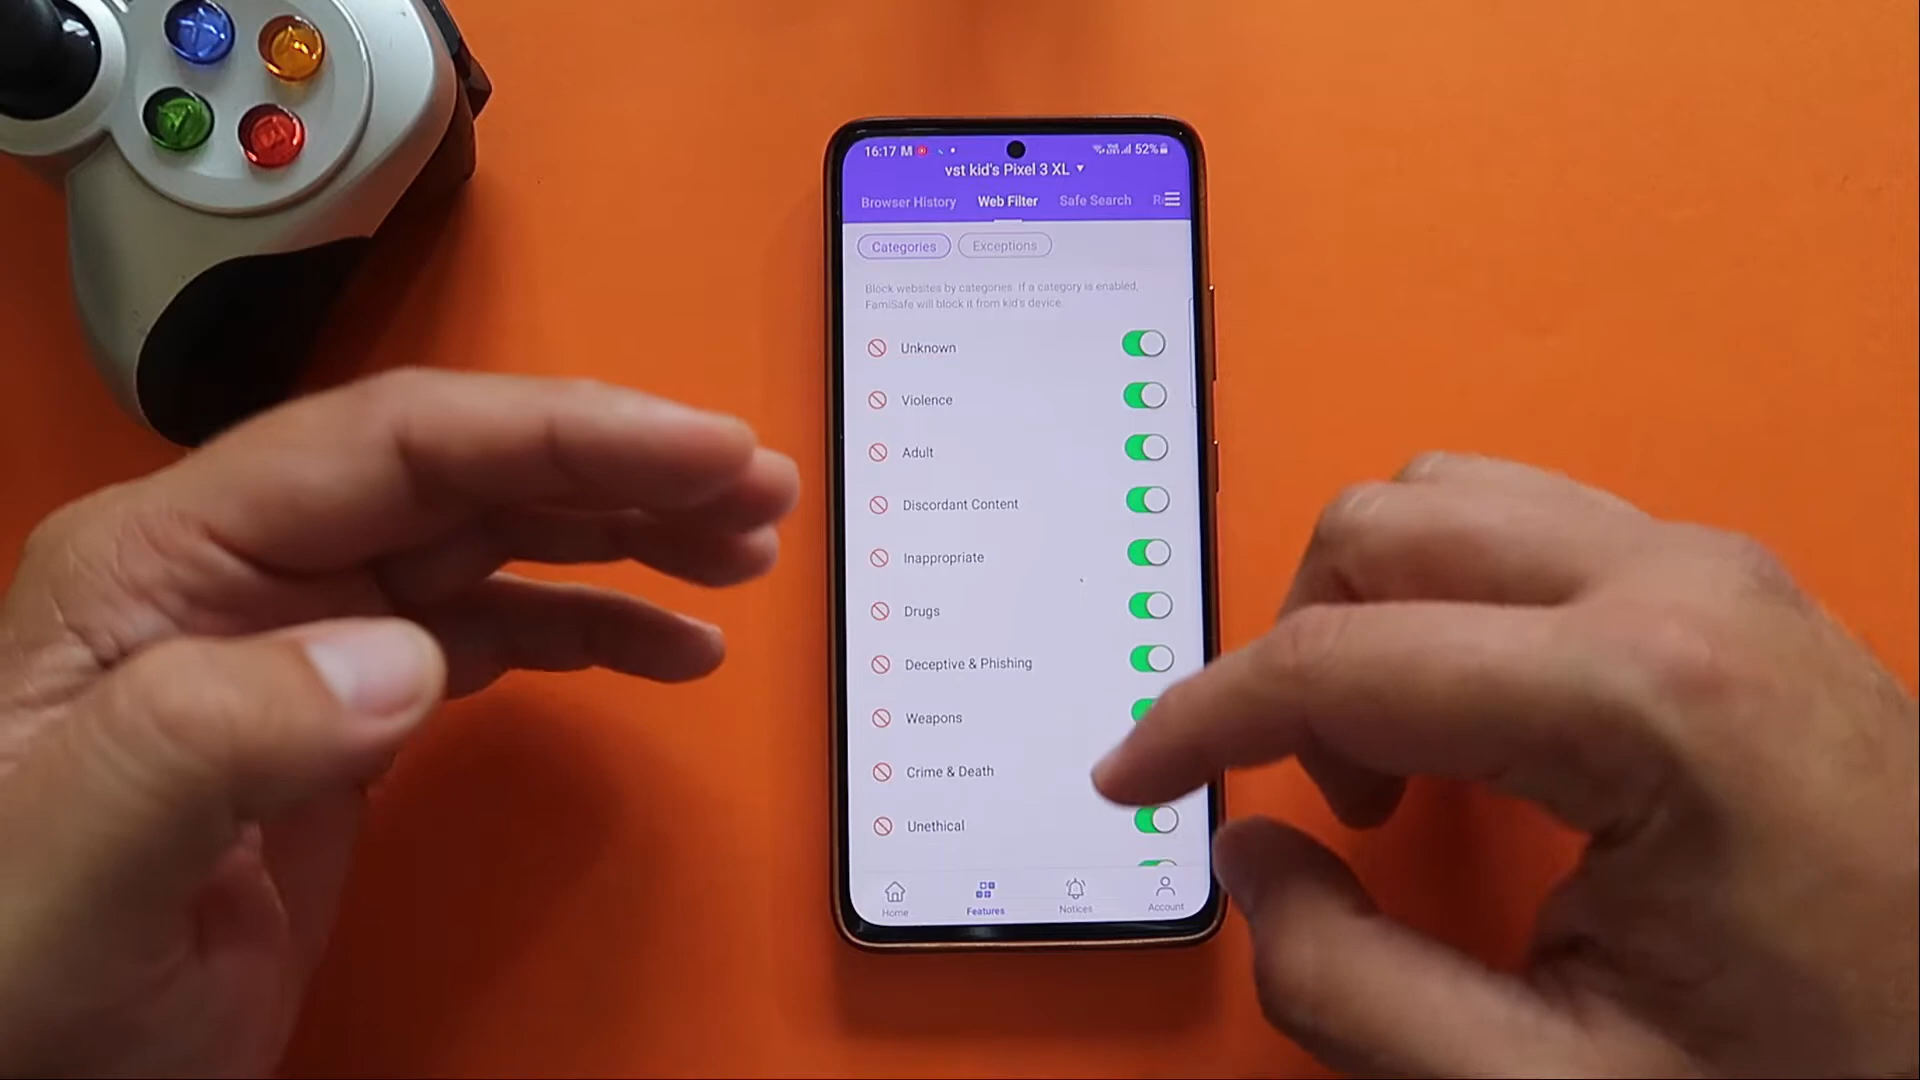 16:17 M 52%
vst kid's Pixel 3 XL
Browser History Web Filter Safe Search
Categories Exceptions
Block websites by categories. If a category is enabled,
FamiSafe will block it from kid's device.
Unknown
Violence
Adult
Discordant Content
Inappropriate
Drugs
Deceptive & Phishing
Weapons
Crime & Death
Unethical
Home Features Notices Account